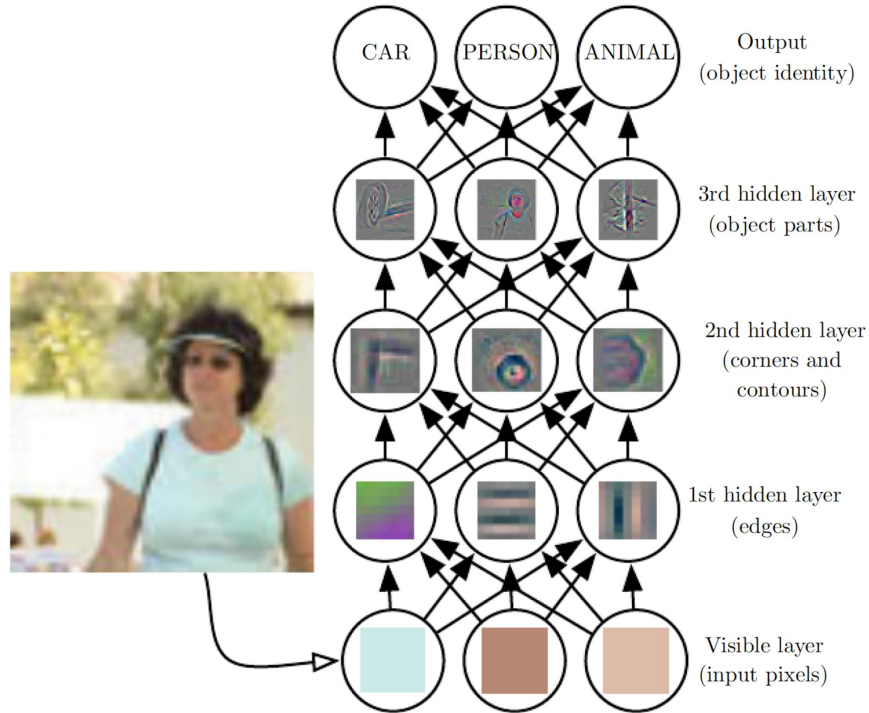 CAR
PERSON
ANIMAL
Output
(object identity)
3rd hidden layer
(object parts)
2nd hidden layer
(corners and
contours)
1st hidden layer
(edges)
Visible layer
(input pixels)